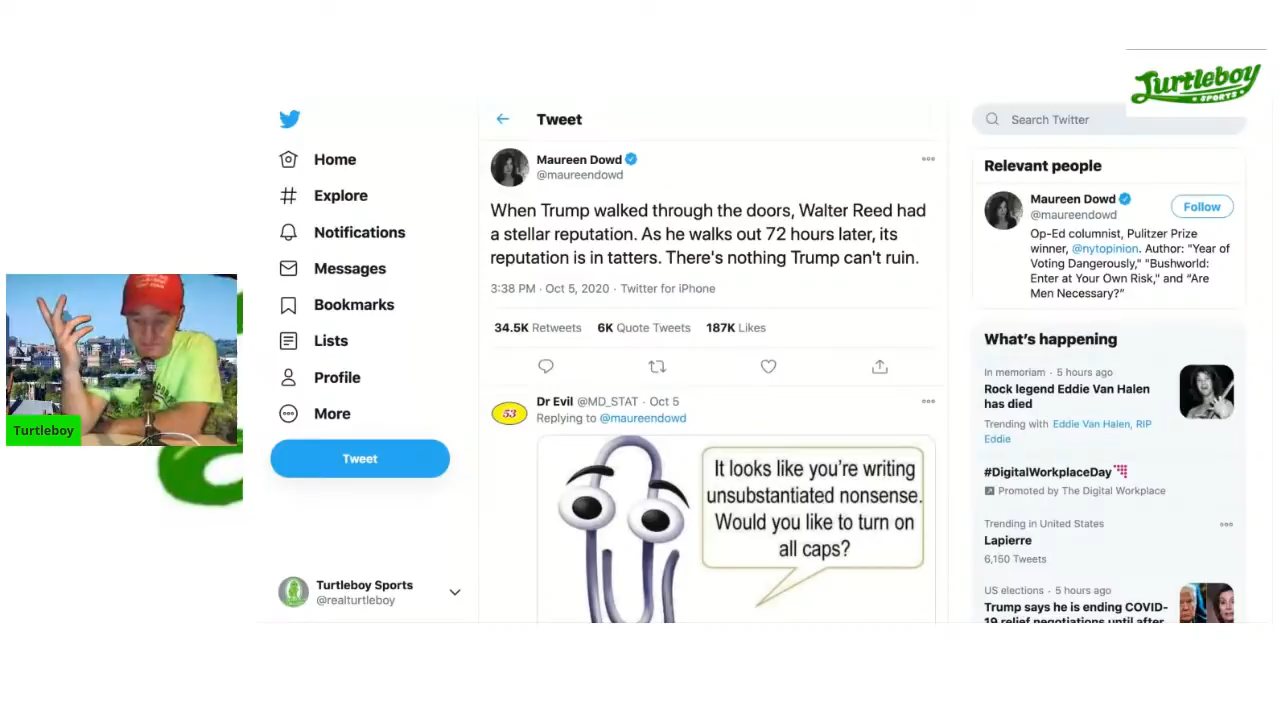 Turtleboy
SPORTS
Home
Explore
Notifications
Messages
Bookmarks
Lists
Profile
More
Tweet
Turtleboy Sports
@realturtleboy
Turtleboy
Tweet
Maureen Dowd
@maureendowd
When Trump walked through the doors, Walter Reed had
a stellar reputation. As he walks out 72 hours later, its
reputation is in tatters. There's nothing Trump can't ruin.
3:38 PM · Oct 5, 2020 · Twitter for iPhone
34.5K Retweets 6K Quote Tweets 187K Likes
53
Dr Evil @MD_STAT · Oct 5
Replying to @maureendowd
It looks like you're writing
unsubstantiated nonsense.
Would you like to turn on
all caps?
Search Twitter
Relevant people
Maureen Dowd
@maureendowd
Follow
Op-Ed columnist, Pulitzer Prize
winner, @nytopinion. Author: "Year of
Voting Dangerously," "Bushworld:
Enter at Your Own Risk," and "Are
Men Necessary?"
What's happening
In memoriam · 5 hours ago
Rock legend Eddie Van Halen
has died
Trending with Eddie Van Halen, RIP
Eddie
#DigitalWorkplaceDay
Promoted by The Digital Workplace
Trending in United States
Lapierre
6,150 Tweets
US elections · 5 hours ago
Trump says he is ending COVID-
19 relief negotiations until after